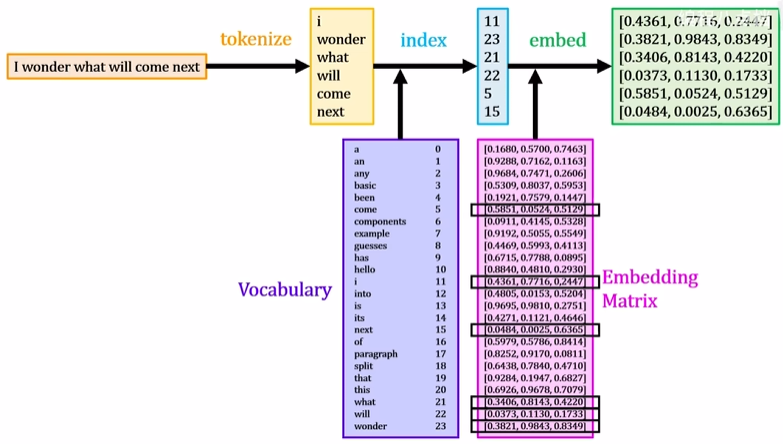 tokenize
index
embed
I wonder what will come next
i
wonder
what
will
come
next
11
23
21
22
5
15
[0.4361, 0.7716, 0.2447]
[0.3821, 0.9843, 0.8349]
[0.3406, 0.8143, 0.4220]
[0.0373, 0.1130, 0.1733]
[0.5851, 0.0524, 0.5129]
[0.0484, 0.0025, 0.6365]
Vocabulary
a 0
an 1
any 2
basic 3
been 4
come 5
components 6
example 7
guesses 8
has 9
hello 10
i 11
into 12
is 13
its 14
next 15
of 16
paragraph 17
split 18
that 19
this 20
what 21
will 22
wonder 23
[0.1680, 0.5700, 0.7463]
[0.9288, 0.7162, 0.1163]
[0.9684, 0.7471, 0.2606]
[0.5309, 0.8037, 0.5953]
[0.1921, 0.7579, 0.1447]
[0.5851, 0.0524, 0.5129]
[0.0911, 0.4145, 0.5328]
[0.9192, 0.5055, 0.5549]
[0.4469, 0.5993, 0.4113]
[0.6715, 0.7788, 0.0895]
[0.8840, 0.4810, 0.2930]
[0.4361, 0.7716, 0.2447]
[0.4805, 0.0153, 0.5204]
[0.9695, 0.9810, 0.2751]
[0.4271, 0.1121, 0.4646]
[0.0484, 0.0025, 0.6365]
[0.5979, 0.5786, 0.8414]
[0.8252, 0.9170, 0.0811]
[0.6438, 0.7840, 0.4710]
[0.9284, 0.1947, 0.6827]
[0.6926, 0.9678, 0.7079]
[0.3406, 0.8143, 0.4220]
[0.0373, 0.1130, 0.1733]
[0.3821, 0.9843, 0.8349]
Embedding
Matrix